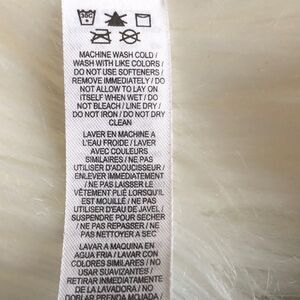 30C
MACHINE WASH COLD /
WASH WITH LIKE COLORS /
DO NOT USE SOFTENERS /
REMOVE IMMEDIATELY / DO
NOT ALLOW TO LAY ON
ITSELF WHEN WET / DO
NOT BLEACH / LINE DRY /
DO NOT IRON / DO NOT DRY
CLEAN
LAVER EN MACHINE A
L'EAU FROIDE / LAVER
AVEC COULEURS
SIMILAIRES / NE PAS
UTILISER D'ADOUCISSEUR /
ENLEVER IMMEDIATEMENT
/ NE PAS LAISSER LE
VÊTEMENT PLIÉ LORSQU'IL
EST MOUILLÉ / NE PAS
UTILISER D'EAU DE JAVEL /
SUSPENDRE POUR SECHER
/ NE PAS REPASSER / NE
PAS NETTOYER A SEC
LAVAR A MAQUINA EN
AGUA FRIA / LAVAR CON
COLORES SIMILARES / NO
USAR SUAVIZANTES /
RETIRAR INMEDIATAMENTE
DE LA LAVADORA / NO
DOBLAR PRENDA MOJADA /